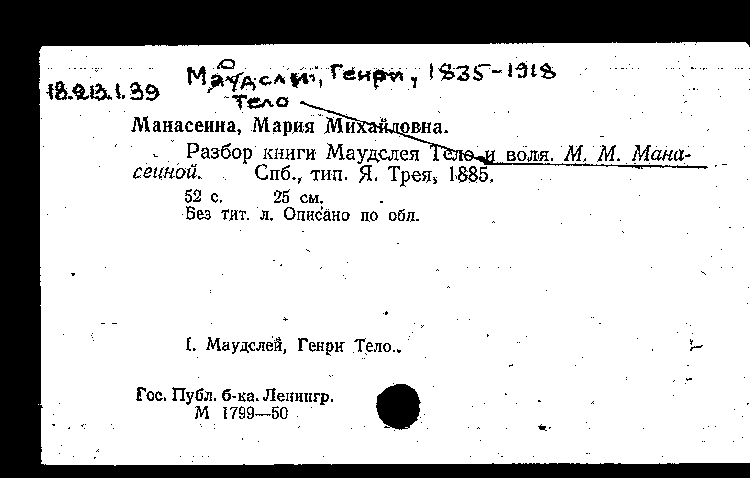 Маудслей, Генри, 1835-1918
18.213.1.39
Тело
Манасеина, Мария Михайловна.
Разбор книги Маудслея Тело и воля. М. М. Мана-
сеиной. Спб., тип. Я. Трея, 1885.
52 с. 25 см.
Без тит. л. Описано по обл.
I. Маудслей, Генри Тело..
Гос. Публ. б-ка. Ленингр.
М 1799—50